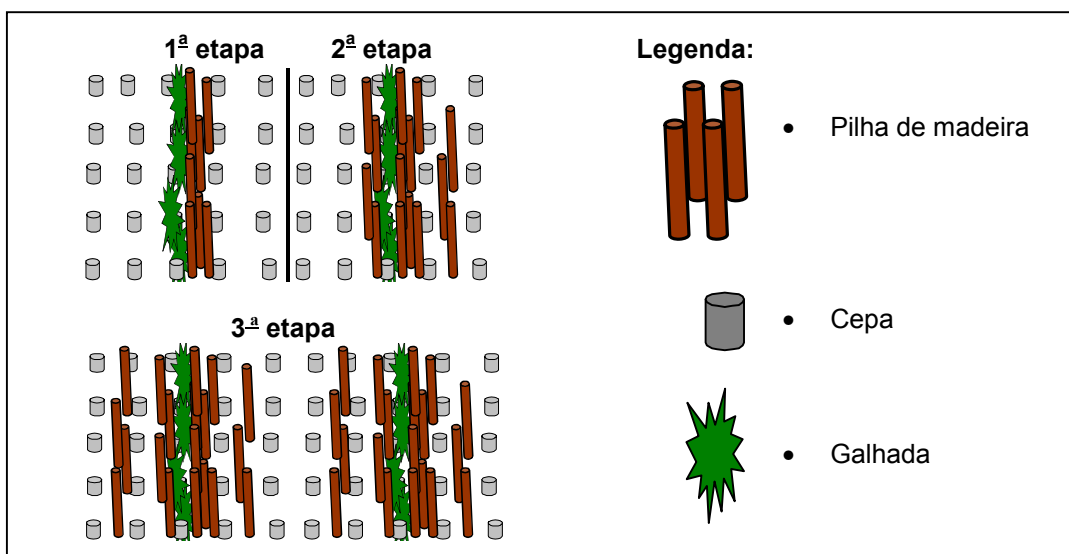 1ª etapa
2ª etapa
3ª etapa
Legenda:
• Pilha de madeira
• Cepa
• Galhada